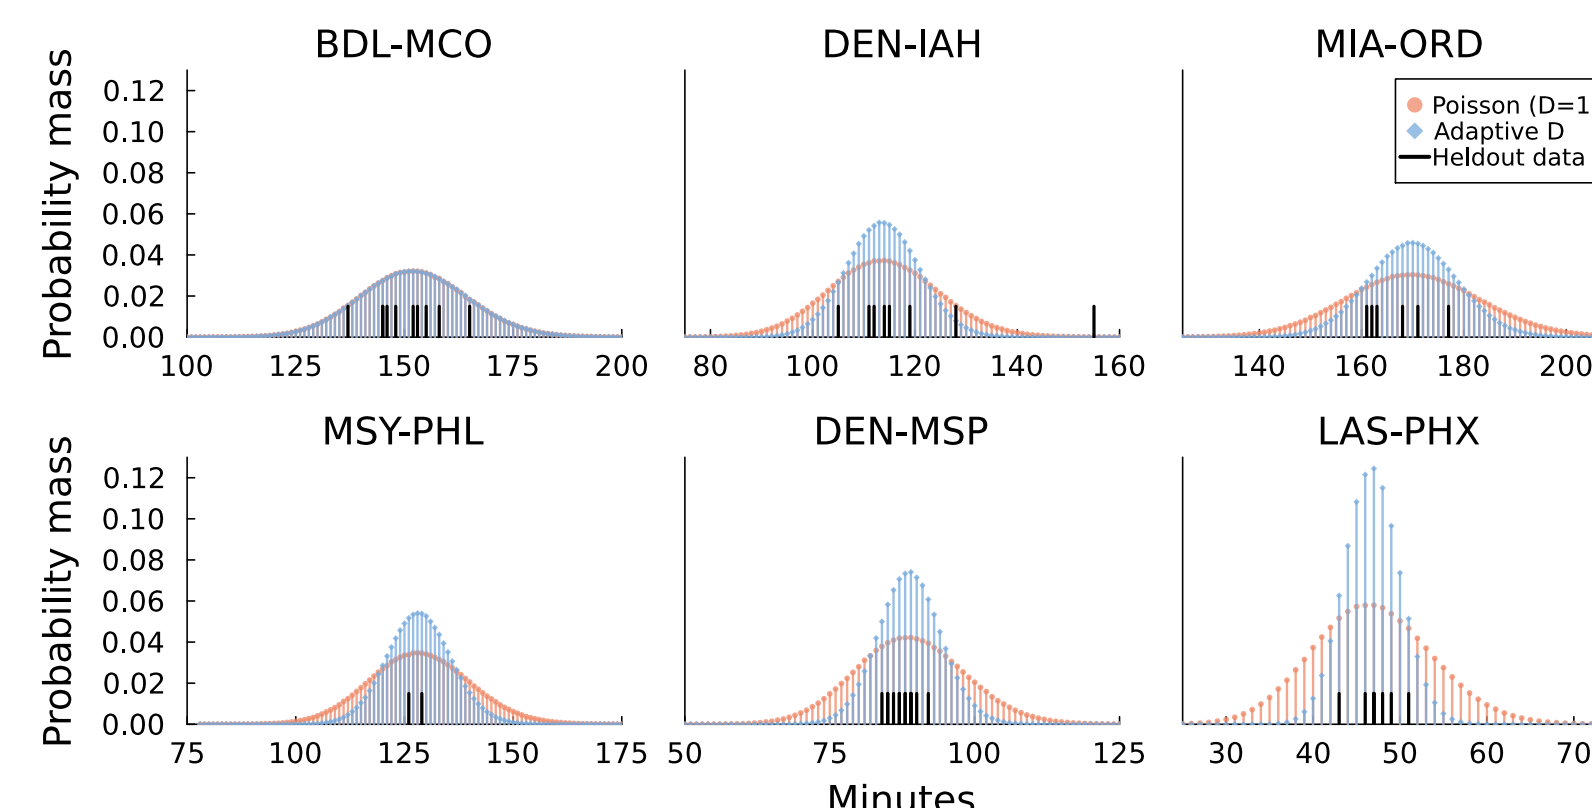 BDL-MCO
DEN-IAH
MIA-ORD
Probability mass
0.12
0.10
0.08
0.06
0.04
0.02
0.00
100 125 150 175 200
80 100 120 140 160
140 160 180 200
Poisson (D=1
Adaptive D
Heldout data
MSY-PHL
DEN-MSP
LAS-PHX
Probability mass
0.12
0.10
0.08
0.06
0.04
0.02
0.00
75 100 125 150 175
50 75 100 125
30 40 50 60 70
Minutes